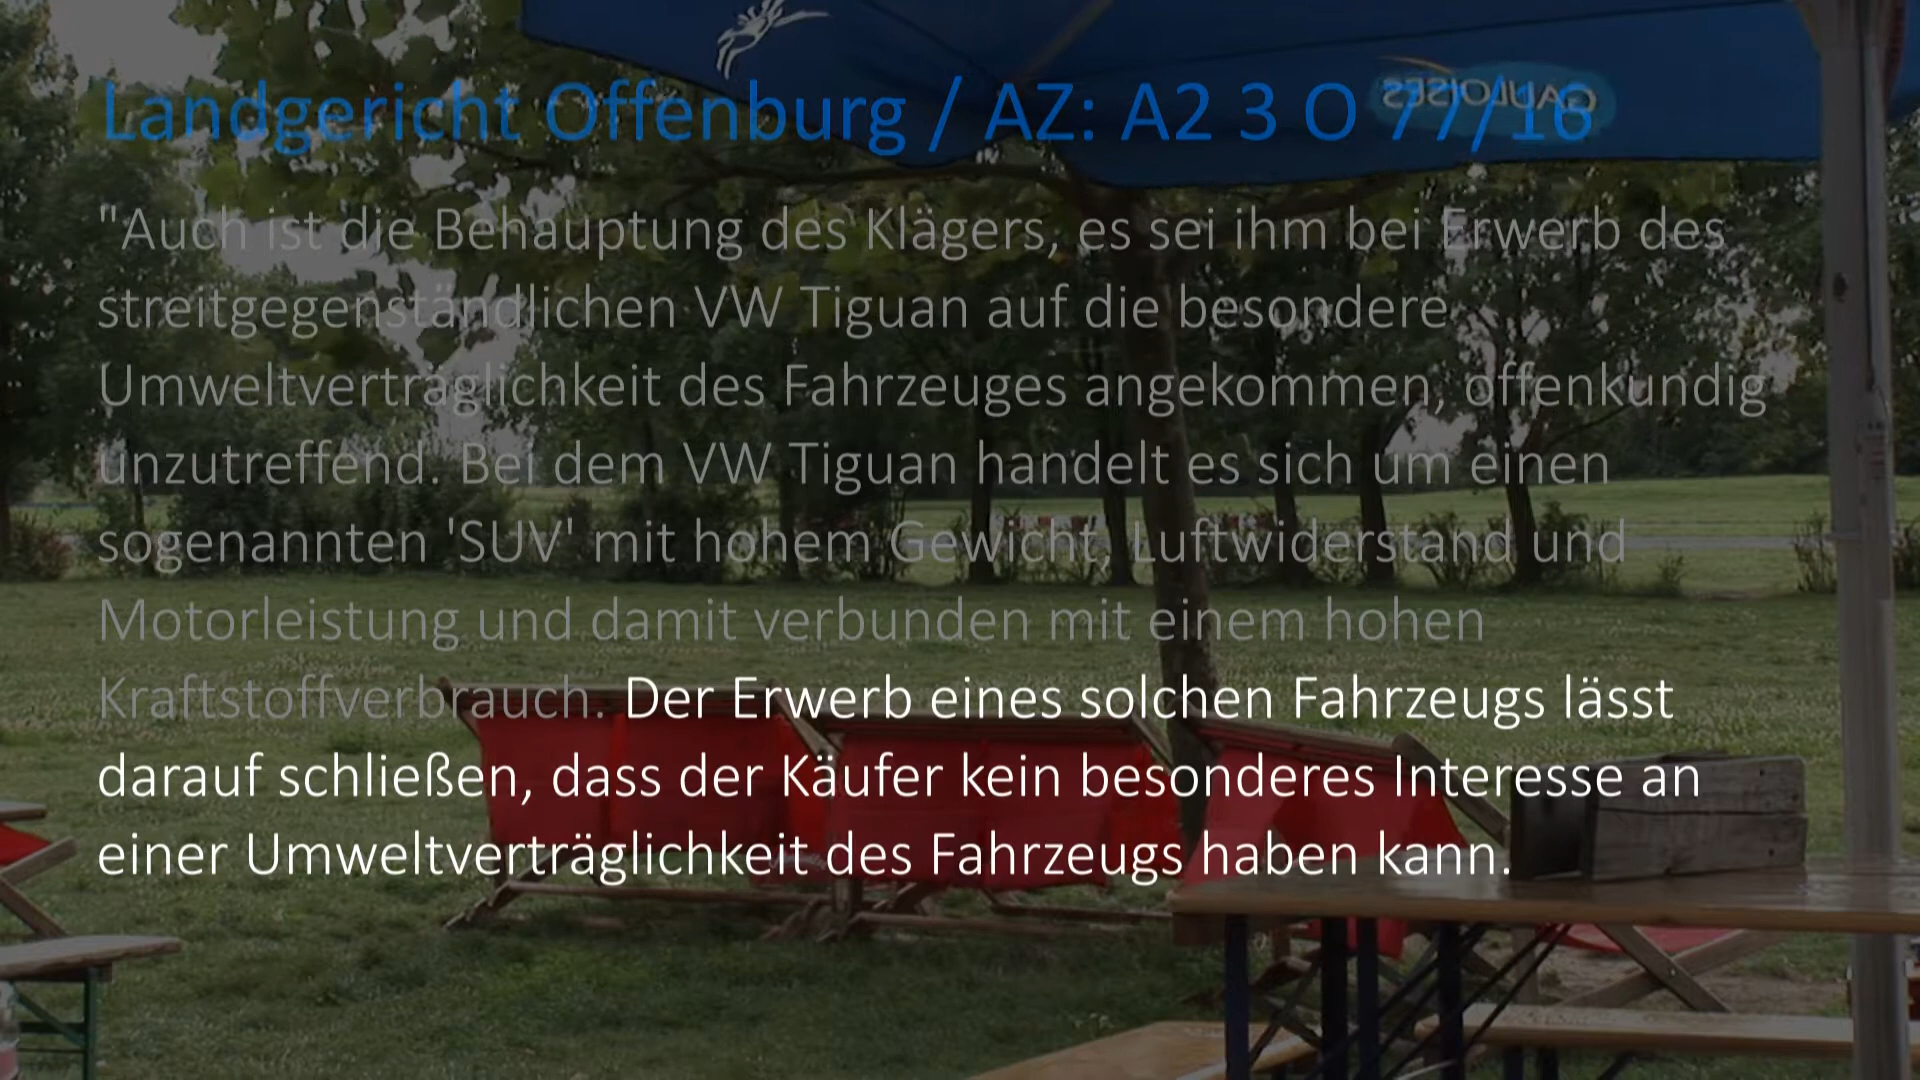 GAULOISES
Landgericht Offenburg / AZ: A2 3 O 77/16
"Auch ist die Behauptung des Klägers, es sei ihm bei Erwerb des
streitgegenständlichen VW Tiguan auf die besondere
Umweltverträglichkeit des Fahrzeuges angekommen, offenkundig
unzutreffend. Bei dem VW Tiguan handelt es sich um einen
sogenannten 'SUV' mit hohem Gewicht, Luftwiderstand und
Motorleistung und damit verbunden mit einem hohen
Kraftstoffverbrauch. Der Erwerb eines solchen Fahrzeugs lässt
darauf schließen, dass der Käufer kein besonderes Interesse an
einer Umweltverträglichkeit des Fahrzeugs haben kann.